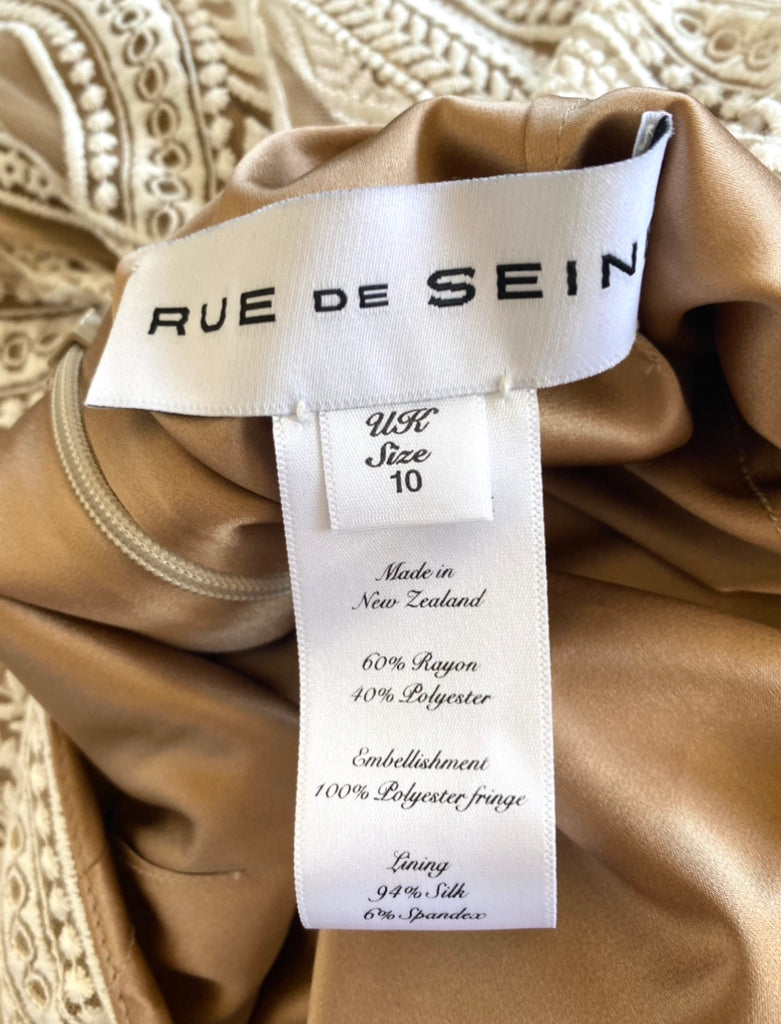 RUE DE SEIN
UK
Size
10
Made in
New Zealand
60% Rayon
40% Polyester
Embellishment
100% Polyester fringe
Lining
94% Silk
6% Spandex